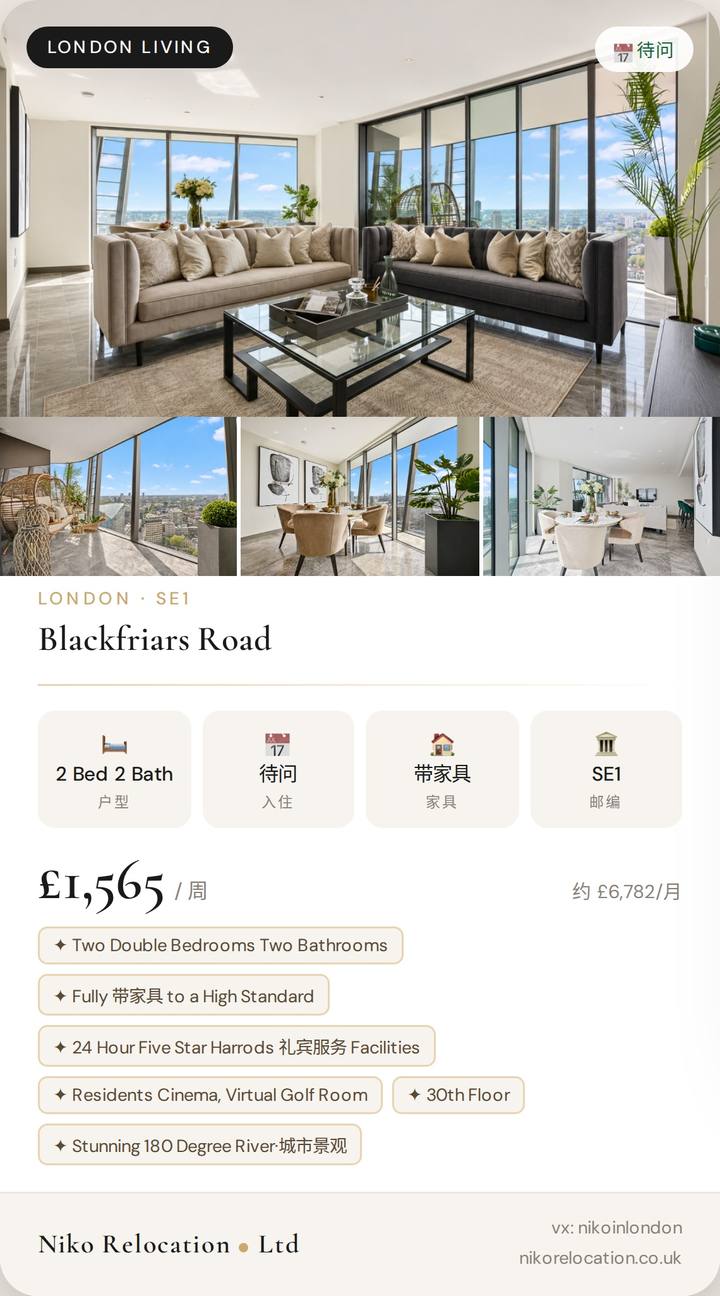 LONDON LIVING
📅 待问
LONDON · SE1
Blackfriars Road
🛏️ 📅 🏠 🏛️
2 Bed 2 Bath 待问 带家具 SE1
户型 入住 家具 邮编
£1,565 / 周 约 £6,782/月
✦ Two Double Bedrooms Two Bathrooms
✦ Fully 带家具 to a High Standard
✦ 24 Hour Five Star Harrods 礼宾服务 Facilities
✦ Residents Cinema, Virtual Golf Room ✦ 30th Floor
✦ Stunning 180 Degree River·城市景观
Niko Relocation ● Ltd
vx: nikoinlondon
nikorelocation.co.uk